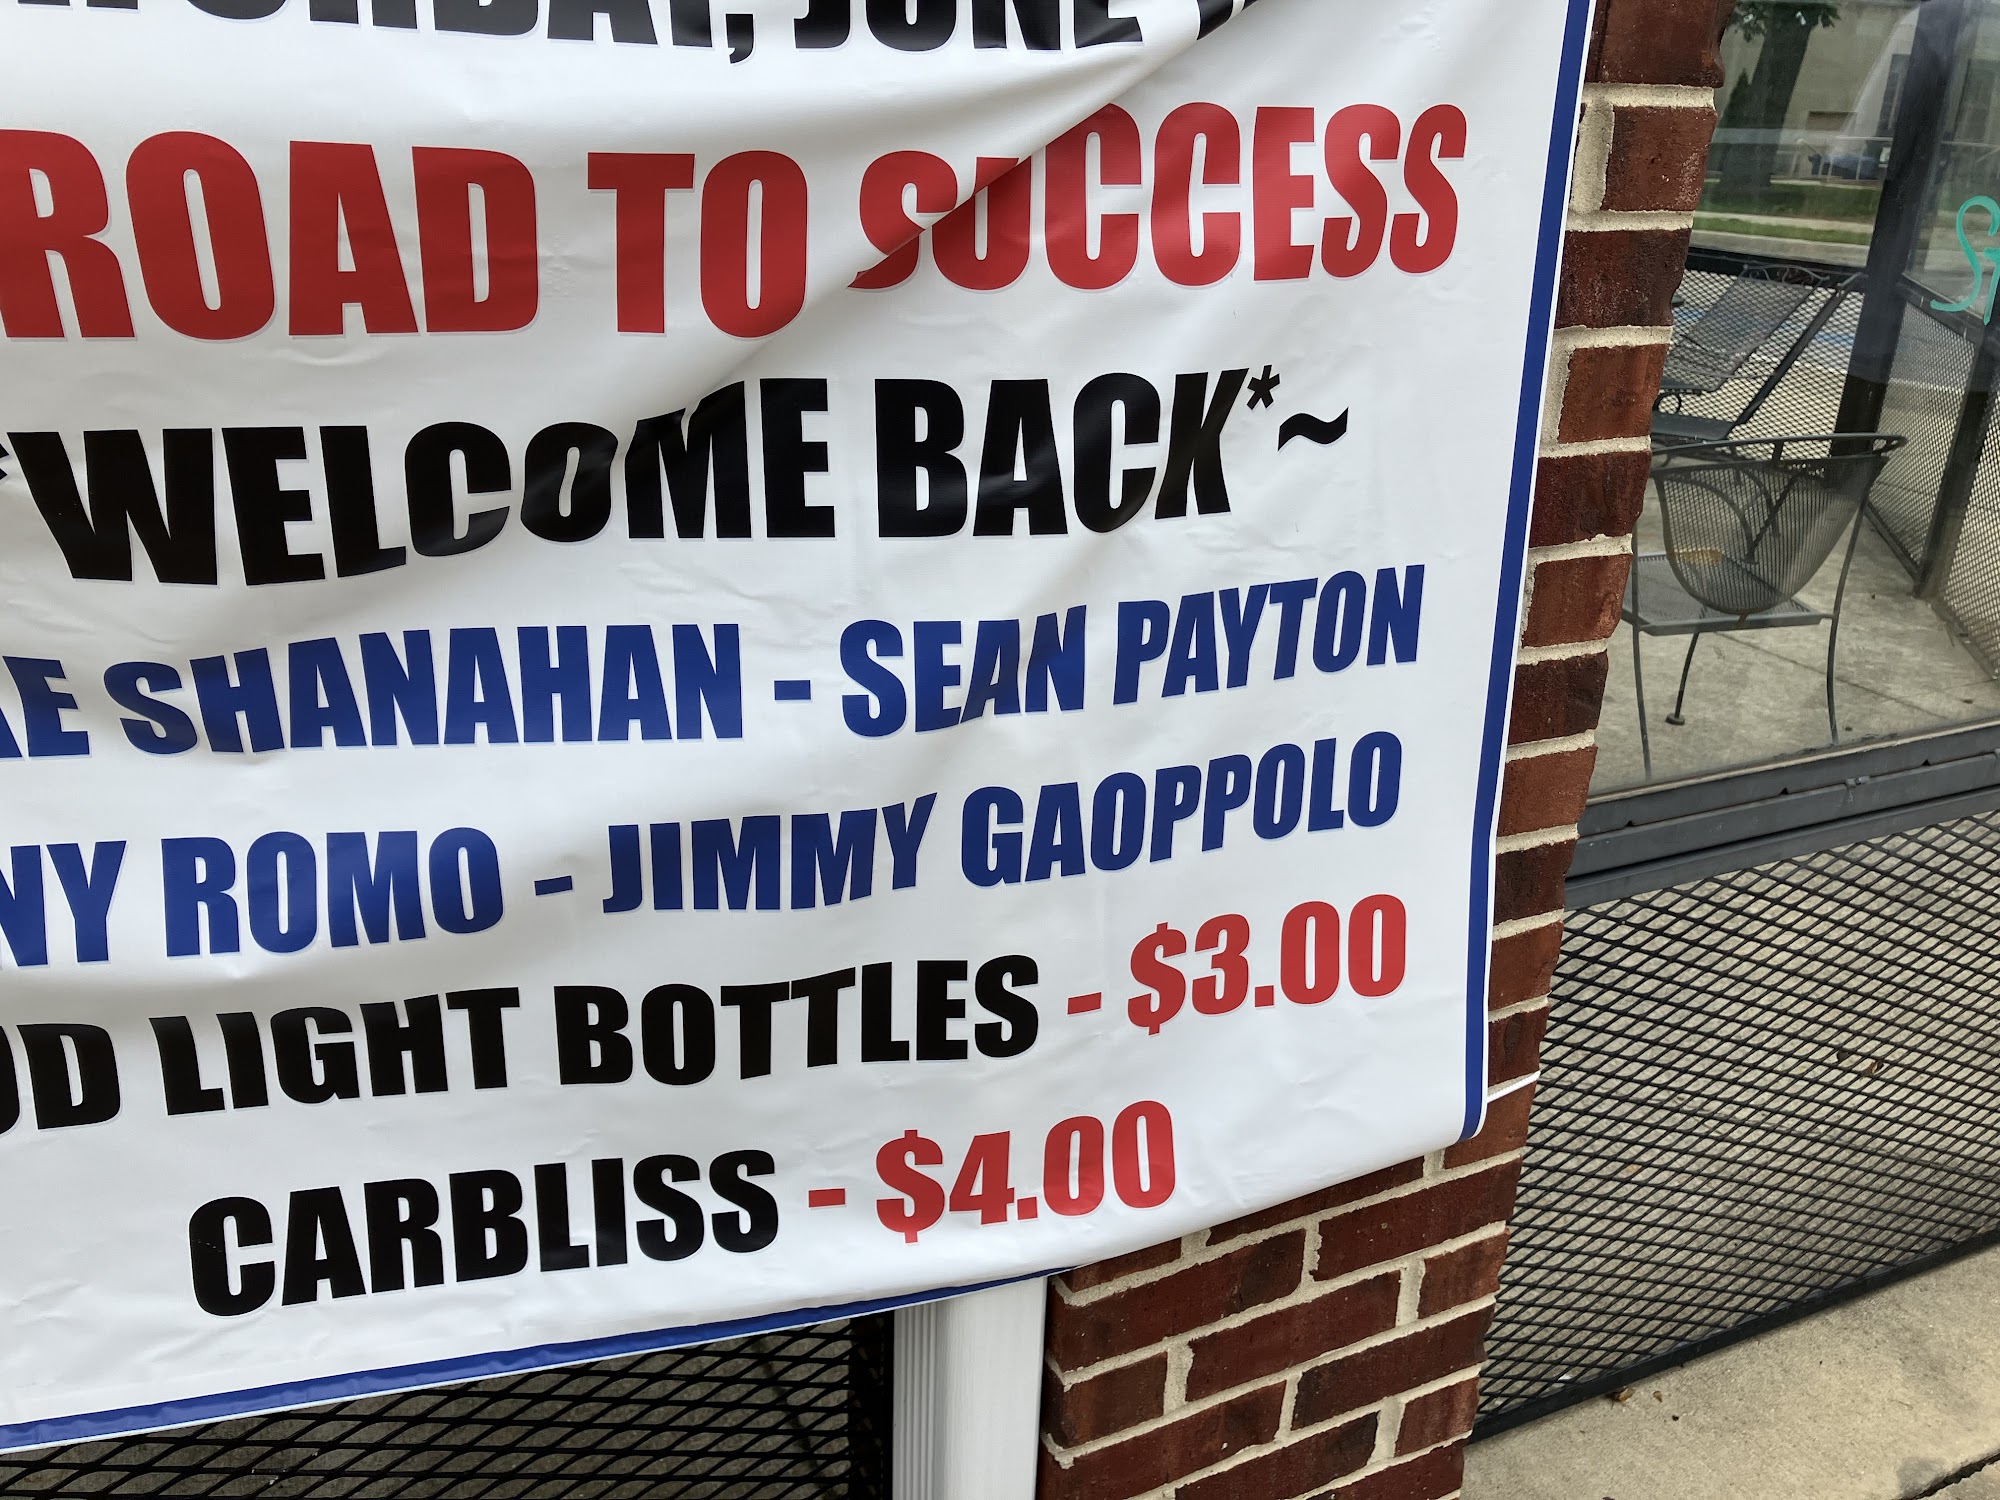 ROAD TO SUCCESS
*WELCOME BACK*~
SHANAHAN - SEAN PAYTON
ROMO - JIMMY GAOPPOLO
LIGHT BOTTLES - $3.00
CARBLISS - $4.00